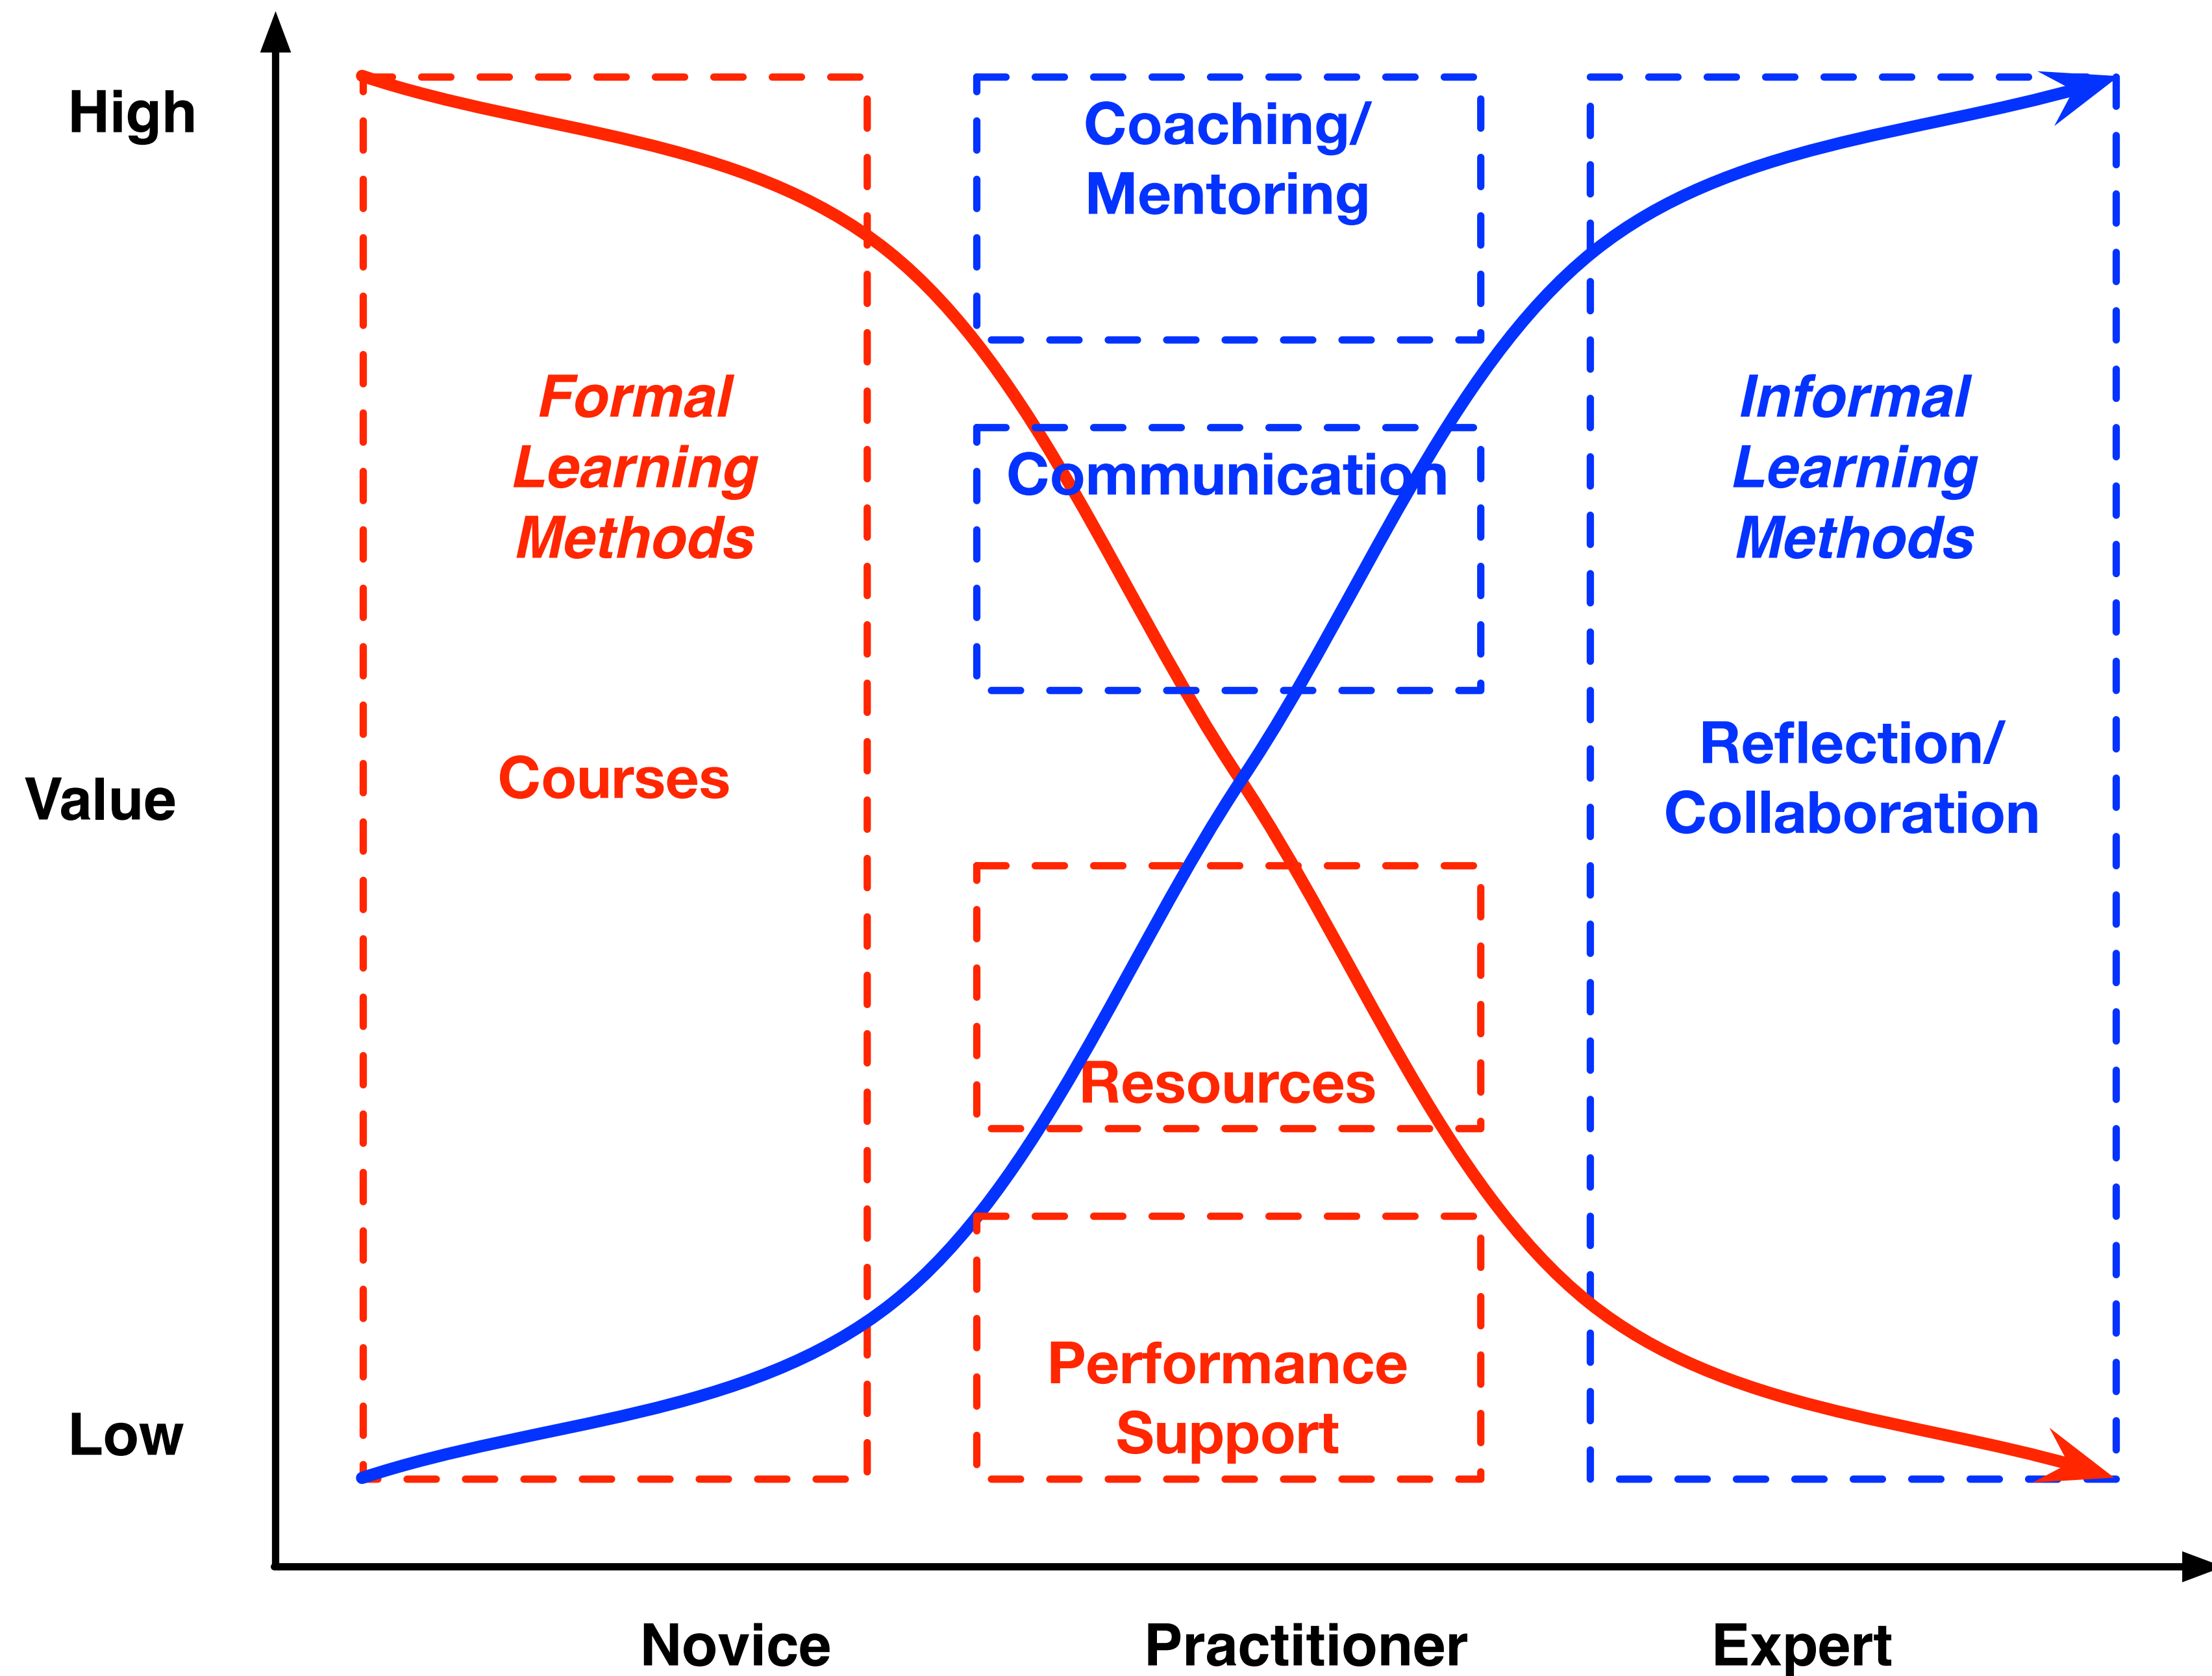 High
Value
Low
Formal
Learning
Methods
Courses
Coaching/
Mentoring
Communication
Resources
Performance
Support
Informal
Learning
Methods
Reflection/
Collaboration
Novice
Practitioner
Expert